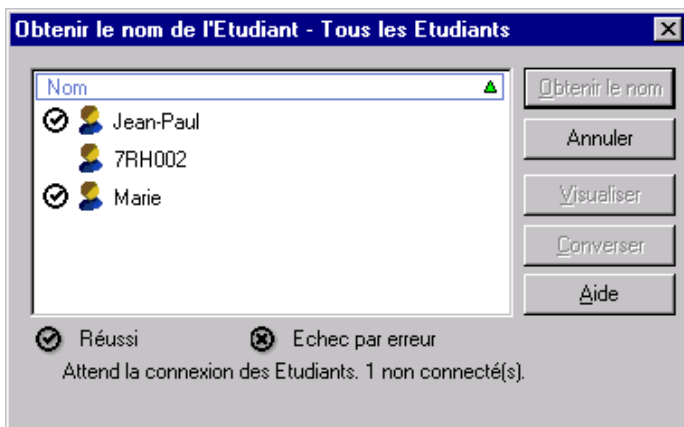 Obtenir le nom de l'Etudiant - Tous les Etudiants
Nom
Obtenir le nom
Jean-Paul
Annuler
7RH002
Marie
Visualiser
Converser
Aide
Réussi
Echec par erreur
Attend la connexion des Etudiants. 1 non connecté(s).